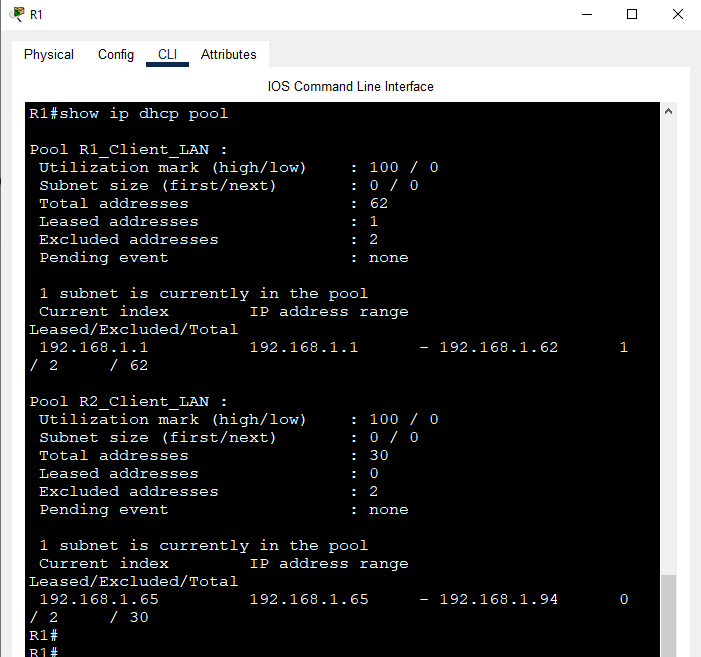 R1
Physical Config CLI Attributes
IOS Command Line Interface
R1#show ip dhcp pool
Pool R1_Client_LAN :
Utilization mark (high/low) : 100 / 0
Subnet size (first/next) : 0 / 0
Total addresses : 62
Leased addresses : 1
Excluded addresses : 2
Pending event : none
1 subnet is currently in the pool
Current index IP address range
Leased/Excluded/Total
192.168.1.1 192.168.1.1 - 192.168.1.62 1
/ 2 / 62
Pool R2_Client_LAN :
Utilization mark (high/low) : 100 / 0
Subnet size (first/next) : 0 / 0
Total addresses : 30
Leased addresses : 0
Excluded addresses : 2
Pending event : none
1 subnet is currently in the pool
Current index IP address range
Leased/Excluded/Total
192.168.1.65 192.168.1.65 - 192.168.1.94 0
/ 2 / 30
R1#
R1#